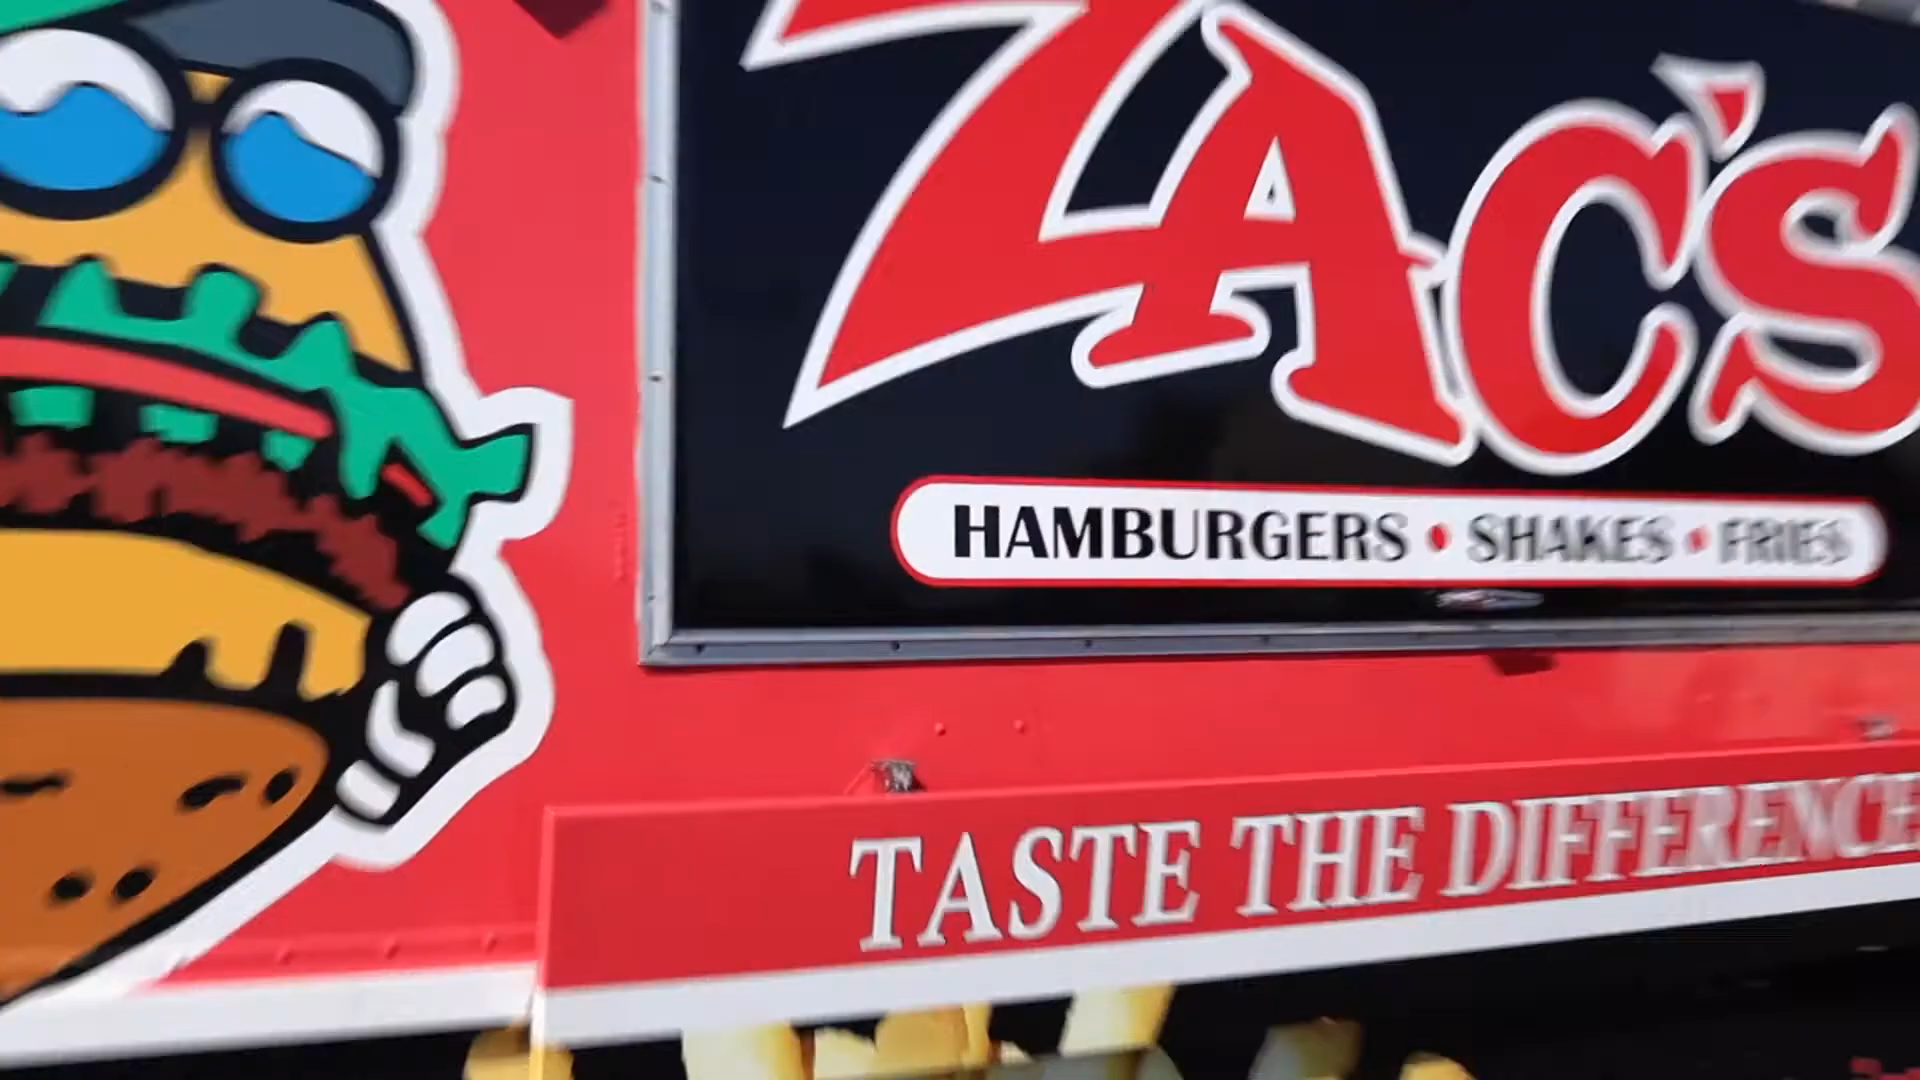 ZAC's
HAMBURGERS • SHAKES • FRIES
TASTE THE DIFFERENCE